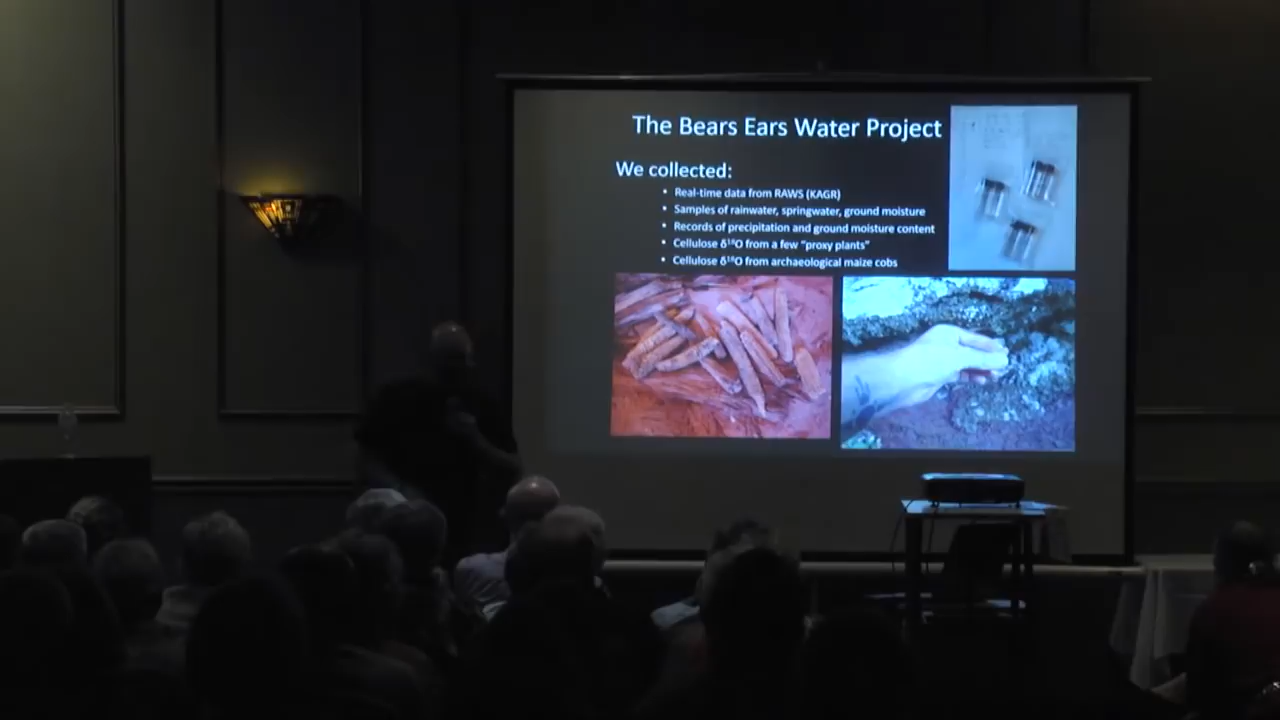 The Bears Ears Water Project
We collected:
• Real-time data from RAWS (KAGR)
• Samples of rainwater, springwater, ground moisture
• Records of precipitation and ground moisture content
• Cellulose δ¹⁸O from a few “proxy plants”
• Cellulose δ¹⁸O from archaeological maize cobs